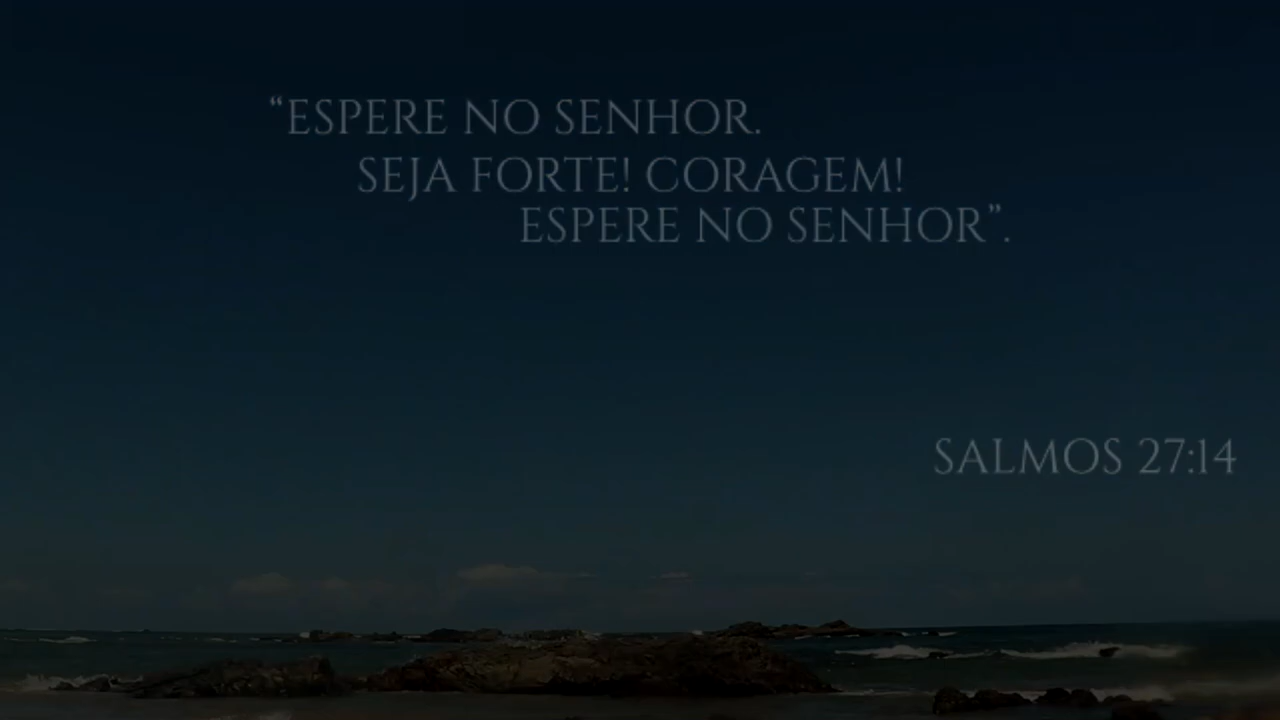 “ESPERE NO SENHOR.
SEJA FORTE! CORAGEM!
ESPERE NO SENHOR”.
SALMOS 27:14